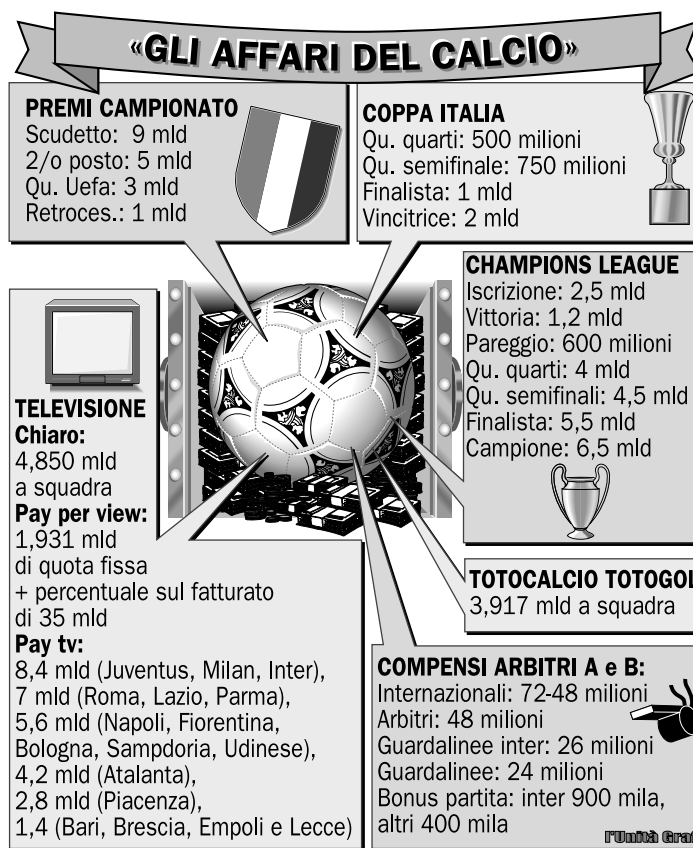 «GLI AFFARI DEL CALCIO»
PREMI CAMPIONATO
Scudetto: 9 mld
2/o posto: 5 mld
Qu. Uefa: 3 mld
Retroces.: 1 mld
COPPA ITALIA
Qu. quarti: 500 milioni
Qu. semifinale: 750 milioni
Finalista: 1 mld
Vincitrice: 2 mld
CHAMPIONS LEAGUE
Iscrizione: 2,5 mld
Vittoria: 1,2 mld
Pareggio: 600 milioni
Qu. quarti: 4 mld
Qu. semifinali: 4,5 mld
Finalista: 5,5 mld
Campione: 6,5 mld
TELEVISIONE
Chiaro:
4,850 mld
a squadra
Pay per view:
1,931 mld
di quota fissa
+ percentuale sul fatturato
di 35 mld
Pay tv:
8,4 mld (Juventus, Milan, Inter),
7 mld (Roma, Lazio, Parma),
5,6 mld (Napoli, Fiorentina,
Bologna, Sampdoria, Udinese),
4,2 mld (Atalanta),
2,8 mld (Piacenza),
1,4 (Bari, Brescia, Empoli e Lecce)
TOTOCALCIO TOTOGOL
3,917 mld a squadra
COMPENSI ARBITRI A e B:
Internazionali: 72-48 milioni
Arbitri: 48 milioni
Guardalinee inter: 26 milioni
Guardalinee: 24 milioni
Bonus partita: inter 900 mila,
altri 400 mila
l'Unità Graf